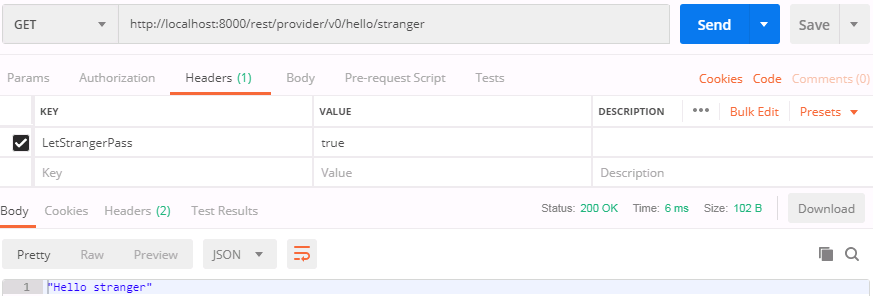 GET http://localhost:8000/rest/provider/v0/hello/stranger Send Save
Params Authorization Headers (1) Body Pre-request Script Tests Cookies Code Comments (0)
KEY VALUE DESCRIPTION ••• Bulk Edit Presets
LetStrangerPass true
Key Value Description
Body Cookies Headers (2) Test Results Status: 200 OK Time: 6 ms Size: 102 B Download
Pretty Raw Preview JSON
1 "Hello stranger"